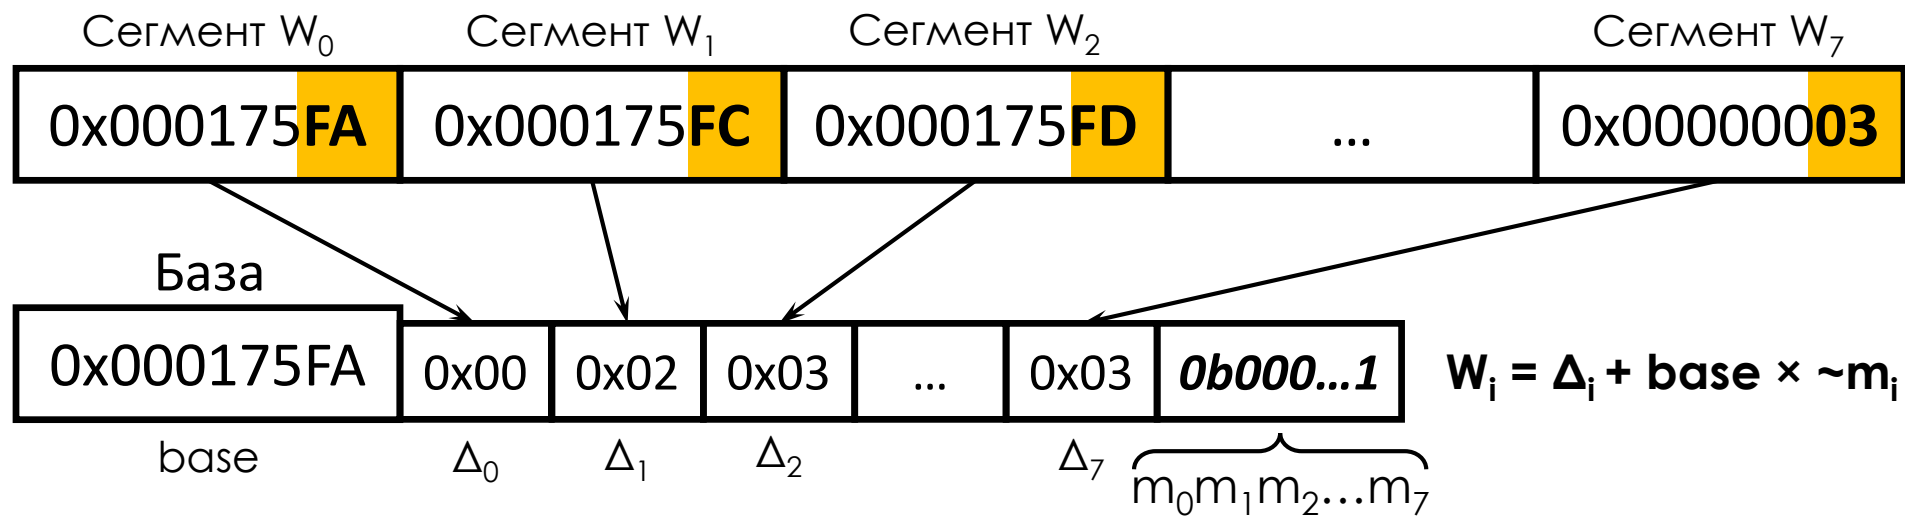 Сегмент W₀ Сегмент W₁ Сегмент W₂ Сегмент W₇
0x000175FA 0x000175FC 0x000175FD ... 0x00000003
База
0x000175FA 0x00 0x02 0x03 ... 0x03 0b000...1 Wᵢ = Δᵢ + base × ~mᵢ
base Δ₀ Δ₁ Δ₂ Δ₇
m₀m₁m₂...m₇